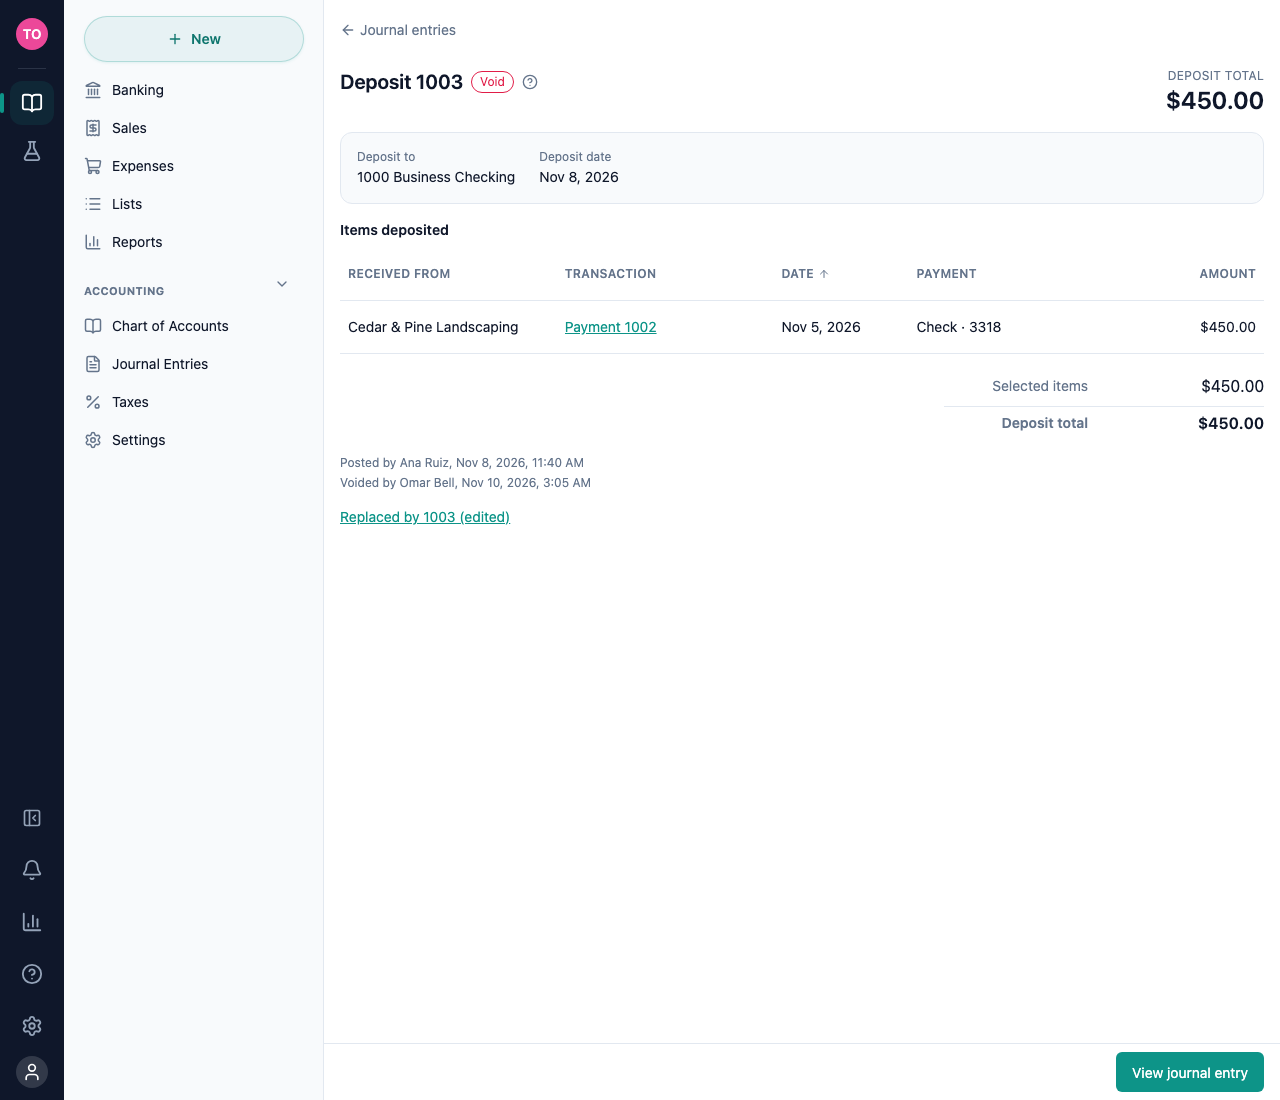 TO
New
Banking
Sales
Expenses
Lists
Reports
ACCOUNTING
Chart of Accounts
Journal Entries
Taxes
Settings
Journal entries
Deposit 1003 Void
DEPOSIT TOTAL
$450.00
Deposit to Deposit date
1000 Business Checking Nov 8, 2026
Items deposited
RECEIVED FROM TRANSACTION DATE PAYMENT AMOUNT
Cedar & Pine Landscaping Payment 1002 Nov 5, 2026 Check · 3318 $450.00
Selected items $450.00
Deposit total $450.00
Posted by Ana Ruiz, Nov 8, 2026, 11:40 AM
Voided by Omar Bell, Nov 10, 2026, 3:05 AM
Replaced by 1003 (edited)
View journal entry